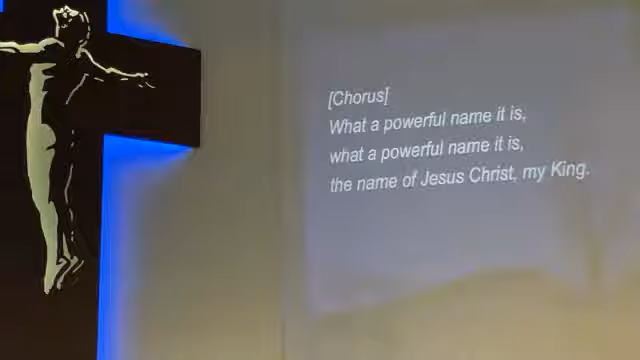 [Chorus]
What a powerful name it is,
what a powerful name it is,
the name of Jesus Christ, my King.